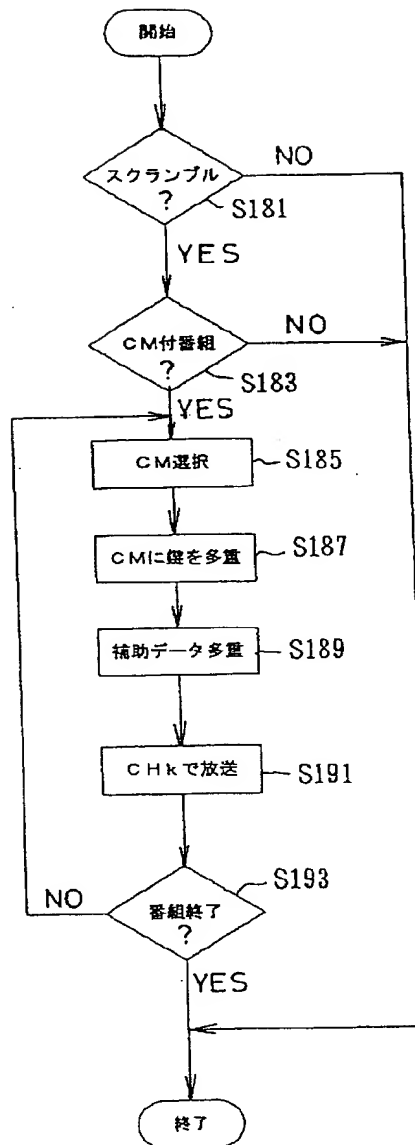 開始
スクランブル
?
NO
S181
YES
CM付番組
?
NO
S183
YES
CM選択
S185
CMに鍵を多重
S187
補助データ多重
S189
CHkで放送
S191
S193
番組終了
?
NO
YES
終了